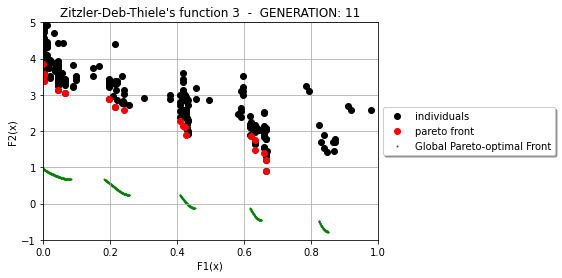 Zitzler-Deb-Thiele's function 3 - GENERATION: 11
5
4
3
2
1
0
−1
F2(x)
0.0 0.2 0.4 0.6 0.8 1.0
F1(x)
individuals
pareto front
Global Pareto-optimal Front